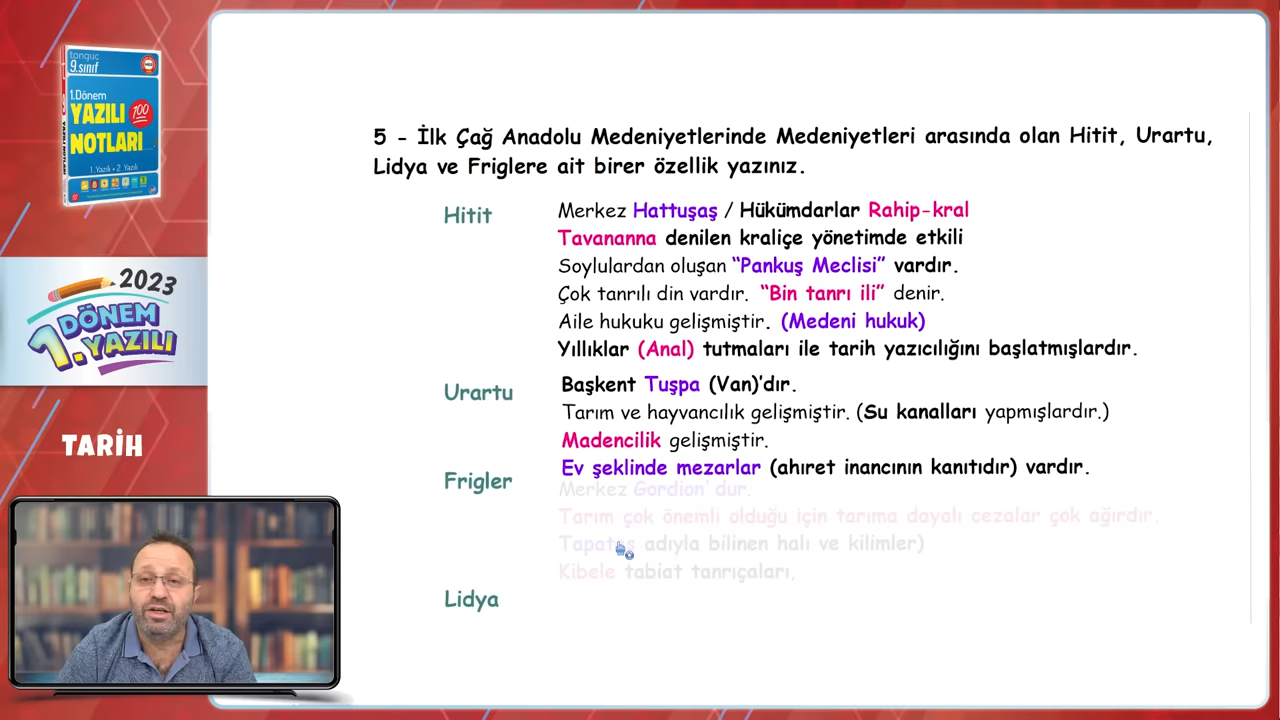 tonguç
9.sınıf
1.Dönem
YAZILI
100
NOTLARI
1.Yazılı • 2.Yazılı
YAZILI NOTLARI
2023
1.DÖNEM
YAZILI
TARİH
5 - İlk Çağ Anadolu Medeniyetlerinde Medeniyetleri arasında olan Hitit, Urartu,
Lidya ve Friglere ait birer özellik yazınız.
Hitit
Merkez Hattuşaş / Hükümdarlar Rahip-kral
Tavananna denilen kraliçe yönetimde etkili
Soylulardan oluşan “Pankuş Meclisi” vardır.
Çok tanrılı din vardır. “Bin tanrı ili” denir.
Aile hukuku gelişmiştir. (Medeni hukuk)
Yıllıklar (Anal) tutmaları ile tarih yazıcılığını başlatmışlardır.
Urartu
Başkent Tuşpa (Van)’dır.
Tarım ve hayvancılık gelişmiştir. (Su kanalları yapmışlardır.)
Madencilik gelişmiştir.
Ev şeklinde mezarlar (ahıret inancının kanıtıdır) vardır.
Frigler
Merkez Gordion’ dur.
Tarım çok önemli olduğu için tarıma dayalı cezalar çok ağırdır.
adıyla bilinen halı ve kilimler)
Kibele tabiat tanrıçaları,
Lidya